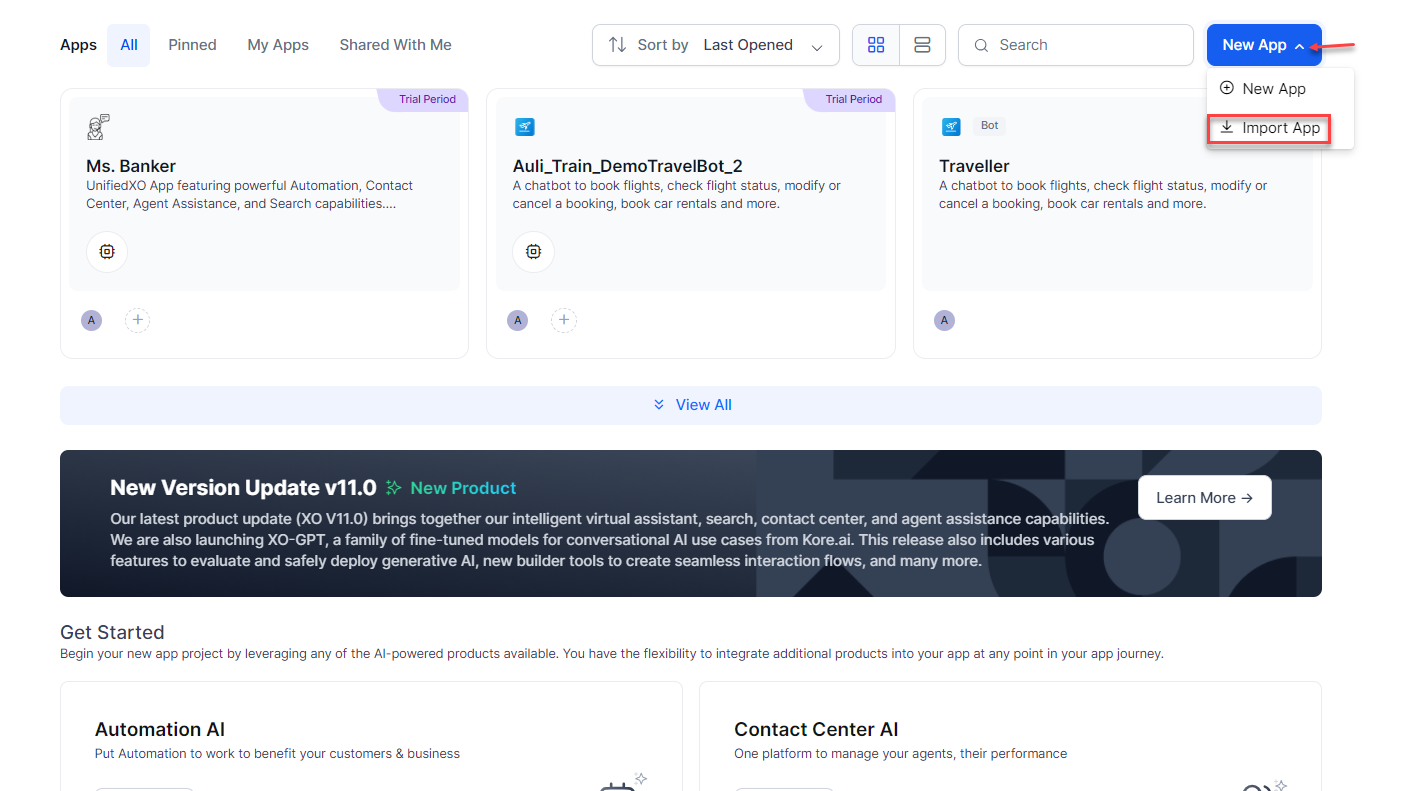 Apps
All
Pinned
My Apps
Shared With Me
Sort by Last Opened
Search
New App
New App
Import App
Trial Period
Ms. Banker
UnifiedXO App featuring powerful Automation, Contact
Center, Agent Assistance, and Search capabilities....
A
Trial Period
Auli_Train_DemoTravelBot_2
A chatbot to book flights, check flight status, modify or
cancel a booking, book car rentals and more.
A
Bot
Traveller
A chatbot to book flights, check flight status, modify or
cancel a booking, book car rentals and more.
A
View All
New Version Update v11.0 New Product
Our latest product update (XO V11.0) brings together our intelligent virtual assistant, search, contact center, and agent assistance capabilities.
We are also launching XO-GPT, a family of fine-tuned models for conversational AI use cases from Kore.ai. This release also includes various
features to evaluate and safely deploy generative AI, new builder tools to create seamless interaction flows, and many more.
Learn More →
Get Started
Begin your new app project by leveraging any of the AI-powered products available. You have the flexibility to integrate additional products into your app at any point in your app journey.
Automation AI
Put Automation to work to benefit your customers & business
Contact Center AI
One platform to manage your agents, their performance